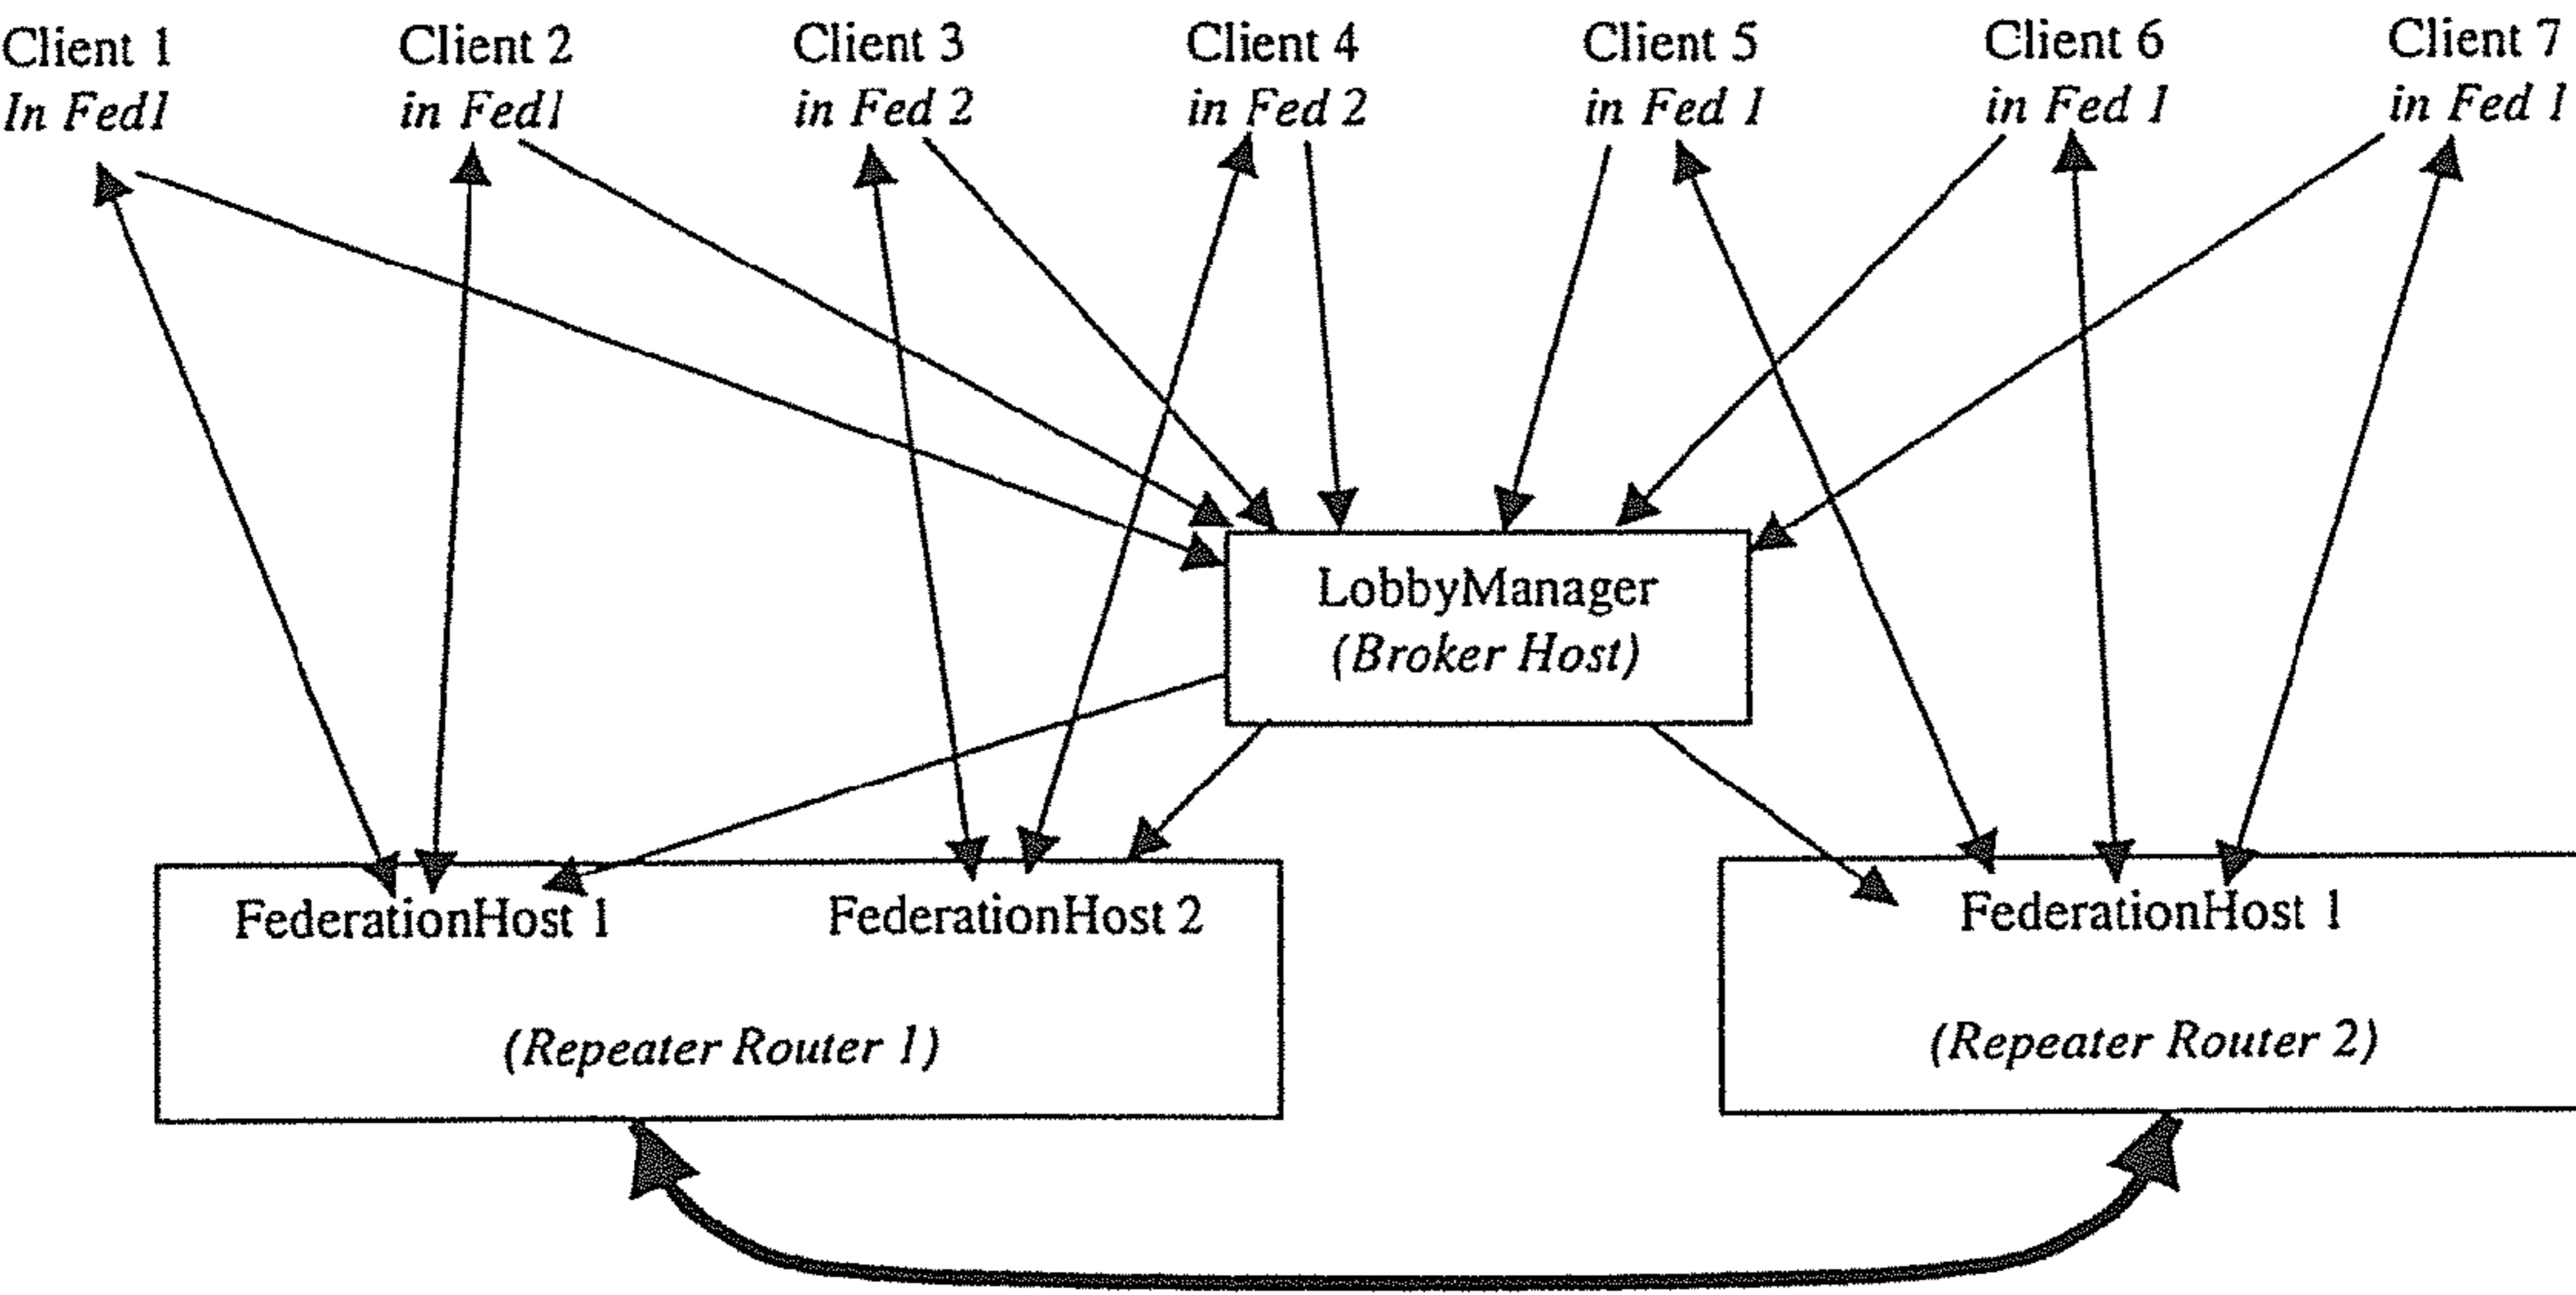 Client 1
In Fed1
Client 2
in Fed1
Client 3
in Fed 2
Client 4
in Fed 2
Client 5
in Fed 1
Client 6
in Fed 1
Client 7
in Fed 1
LobbyManager
(Broker Host)
FederationHost 1
FederationHost 2
(Repeater Router 1)
FederationHost 1
(Repeater Router 2)